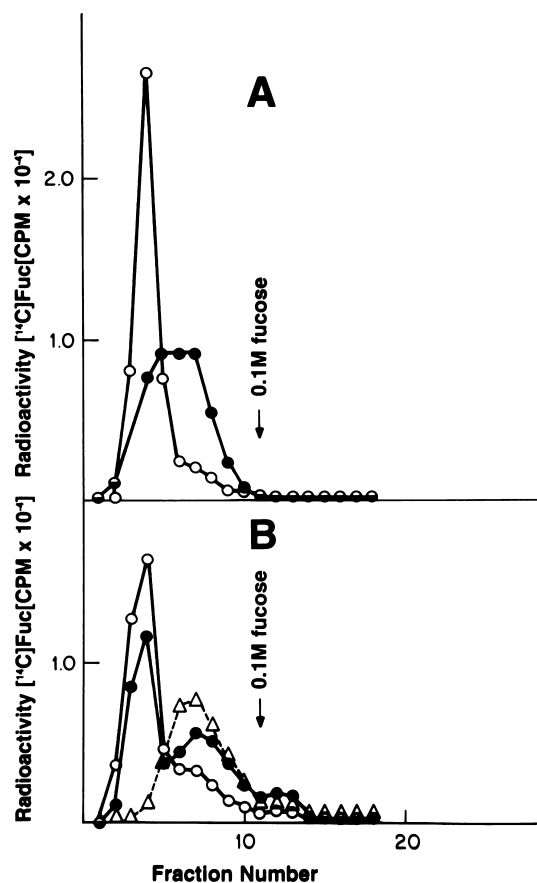 A
Radioactivity [¹⁴C]Fuc[CPM x 10⁻⁴]
2.0
1.0
0.1M fucose
B
Radioactivity [¹⁴C]Fuc[CPM x 10⁻⁴]
1.0
0.1M fucose
10
20
Fraction Number